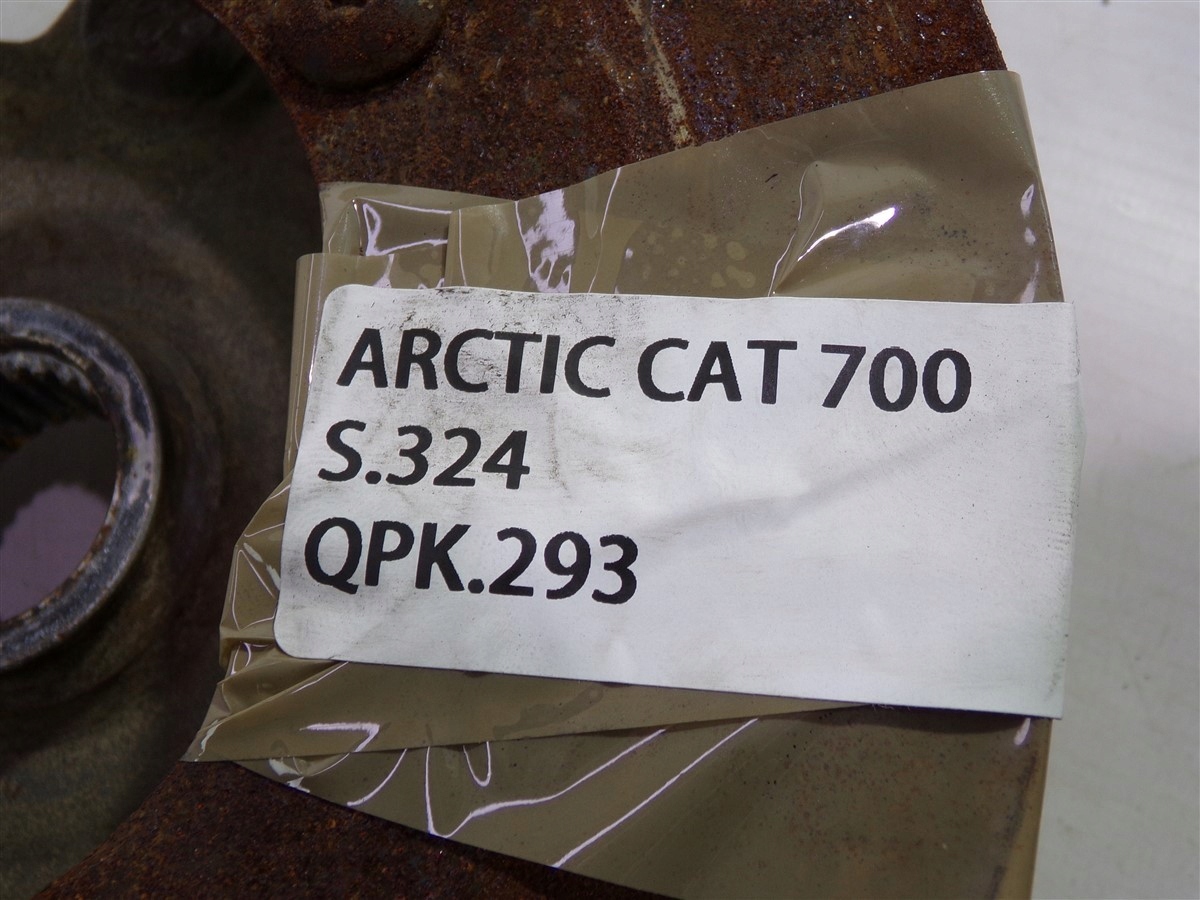 ARCTIC CAT 700
S.324
QPK.293